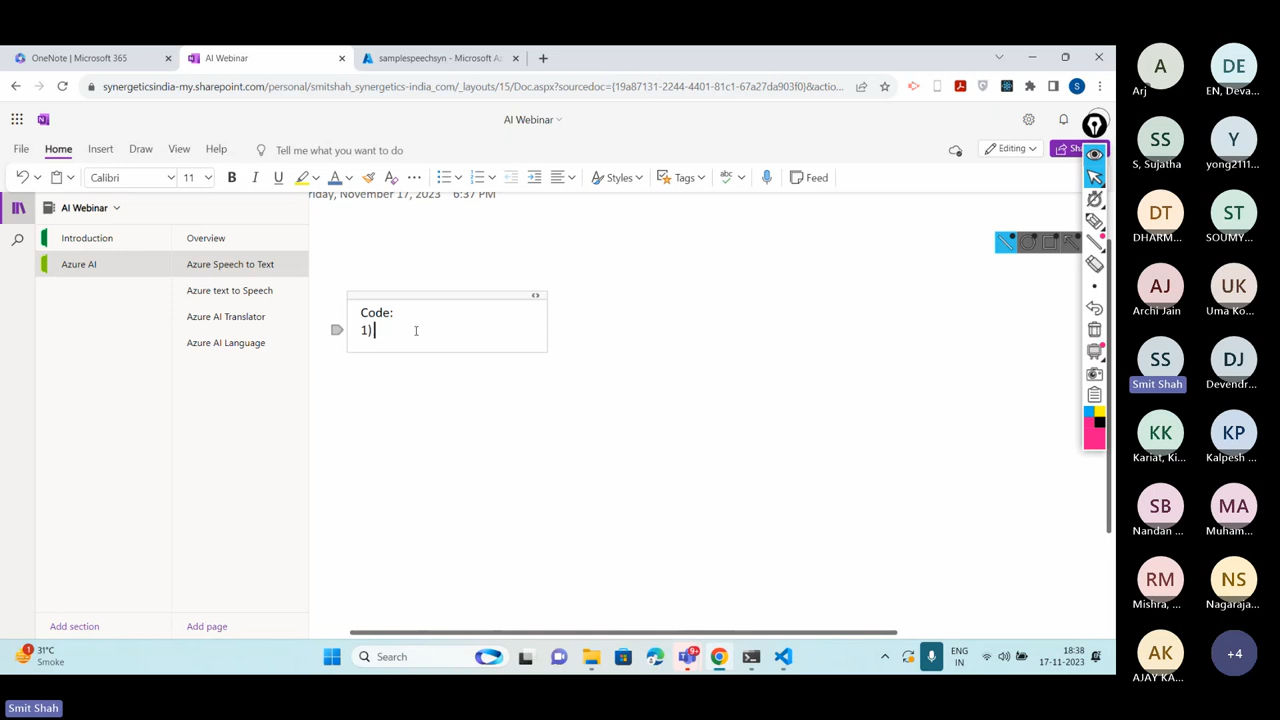 OneNote | Microsoft 365
AI Webinar
samplespeechsyn - Microsoft A
synergeticsindia-my.sharepoint.com/personal/smitshah_synergetics-india_com/_layouts/15/Doc.aspx?sourcedoc={19a87131-2244-4401-81c1-67a27da903f0}&actio...
S
AI Webinar
File
Home
Insert
Draw
View
Help
Tell me what you want to do
Editing
Sha
Calibri
11
B
I
U
A
Styles
Tags
Feed
AI Webinar
riday, November 17, 2023 6:37 PM
Introduction
Overview
Azure AI
Azure Speech to Text
Azure text to Speech
Azure AI Translator
Azure AI Language
Code:
1)
Add section
Add page
1
31°C
Smoke
Search
9+
ENG
IN
18:38
17-11-2023
A
Arj
DE
EN, Deva...
SS
S, Sujatha
Y
yong2111...
DT
DHARM...
ST
SOUMY...
AJ
Archi Jain
UK
Uma Ko...
SS
Smit Shah
DJ
Devendr...
KK
Kariat, Ki...
KP
Kalpesh ...
SB
Nandan ...
MA
Muham...
RM
Mishra, ...
NS
Nagaraja...
AK
AJAY KA...
+4
Smit Shah